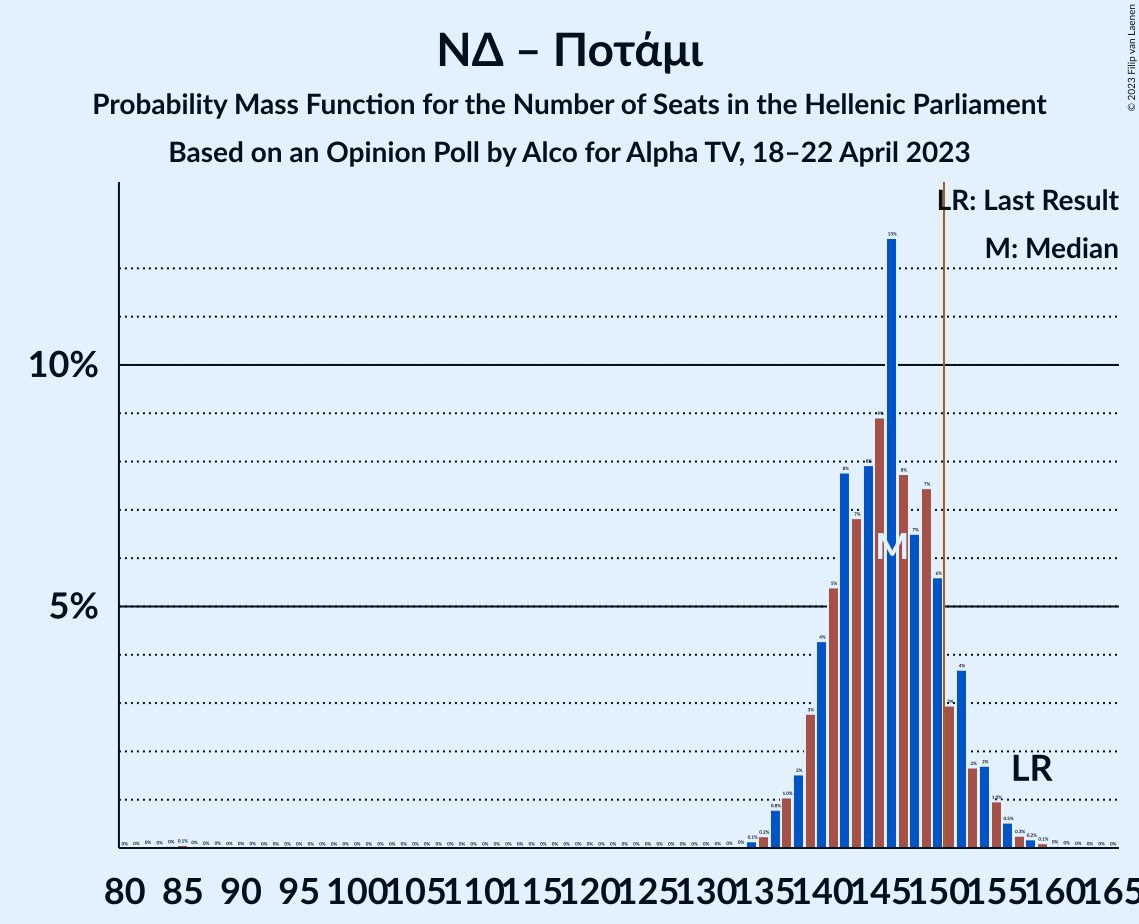 ΝΔ – Ποτάμι
Probability Mass Function for the Number of Seats in the Hellenic Parliament
Based on an Opinion Poll by Alco for Alpha TV, 18–22 April 2023
© 2023 Filip van Laenen
LR: Last Result
M: Median
10%
5%
M
LR
80 85 90 95 100 105 110 115 120 125 130 135 140 145 150 155 160 165